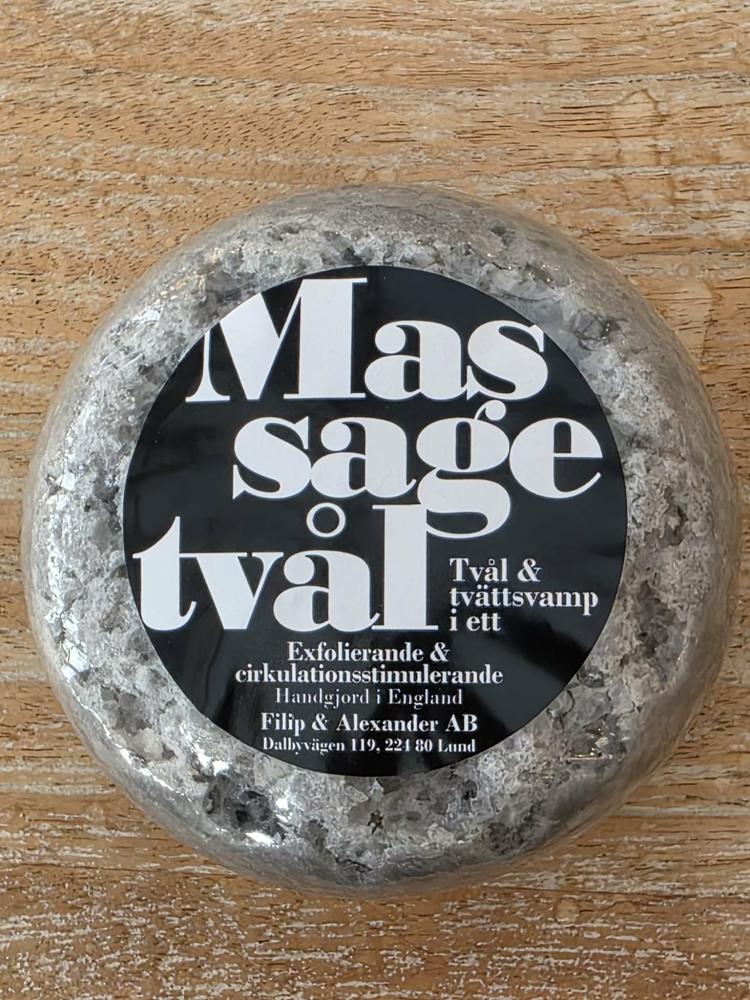 Mas
sage
tvål
Tvål &
tvättsvamp
i ett
Exfolierande &
cirkulationsstimulerande
Handgjord i England
Filip & Alexander AB
Dalbyvägen 119, 224 80 Lund